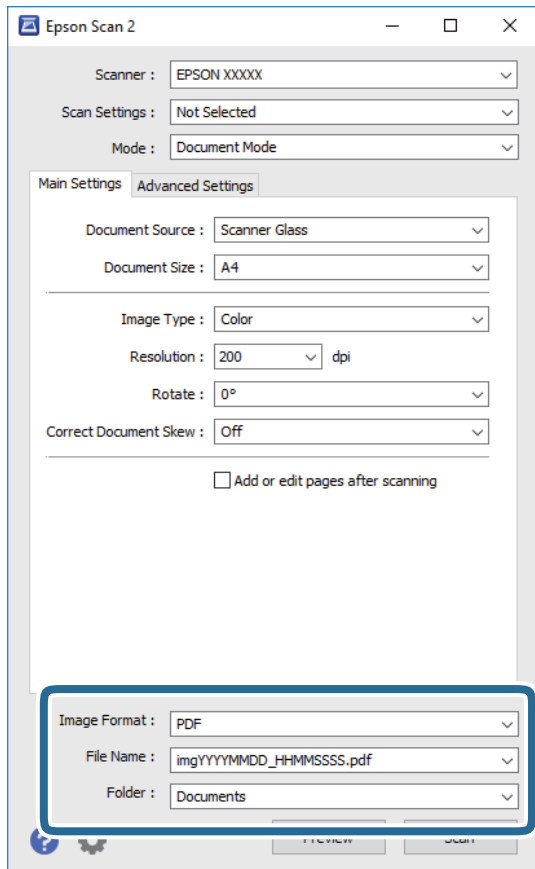 Epson Scan 2
Scanner : EPSON XXXXX
Scan Settings : Not Selected
Mode : Document Mode
Main Settings Advanced Settings
Document Source : Scanner Glass
Document Size : A4
Image Type : Color
Resolution : 200 dpi
Rotate : 0°
Correct Document Skew : Off
Add or edit pages after scanning
Image Format : PDF
File Name : imgYYYYMMDD_HHMMSSSS.pdf
Folder : Documents
? Preview Scan